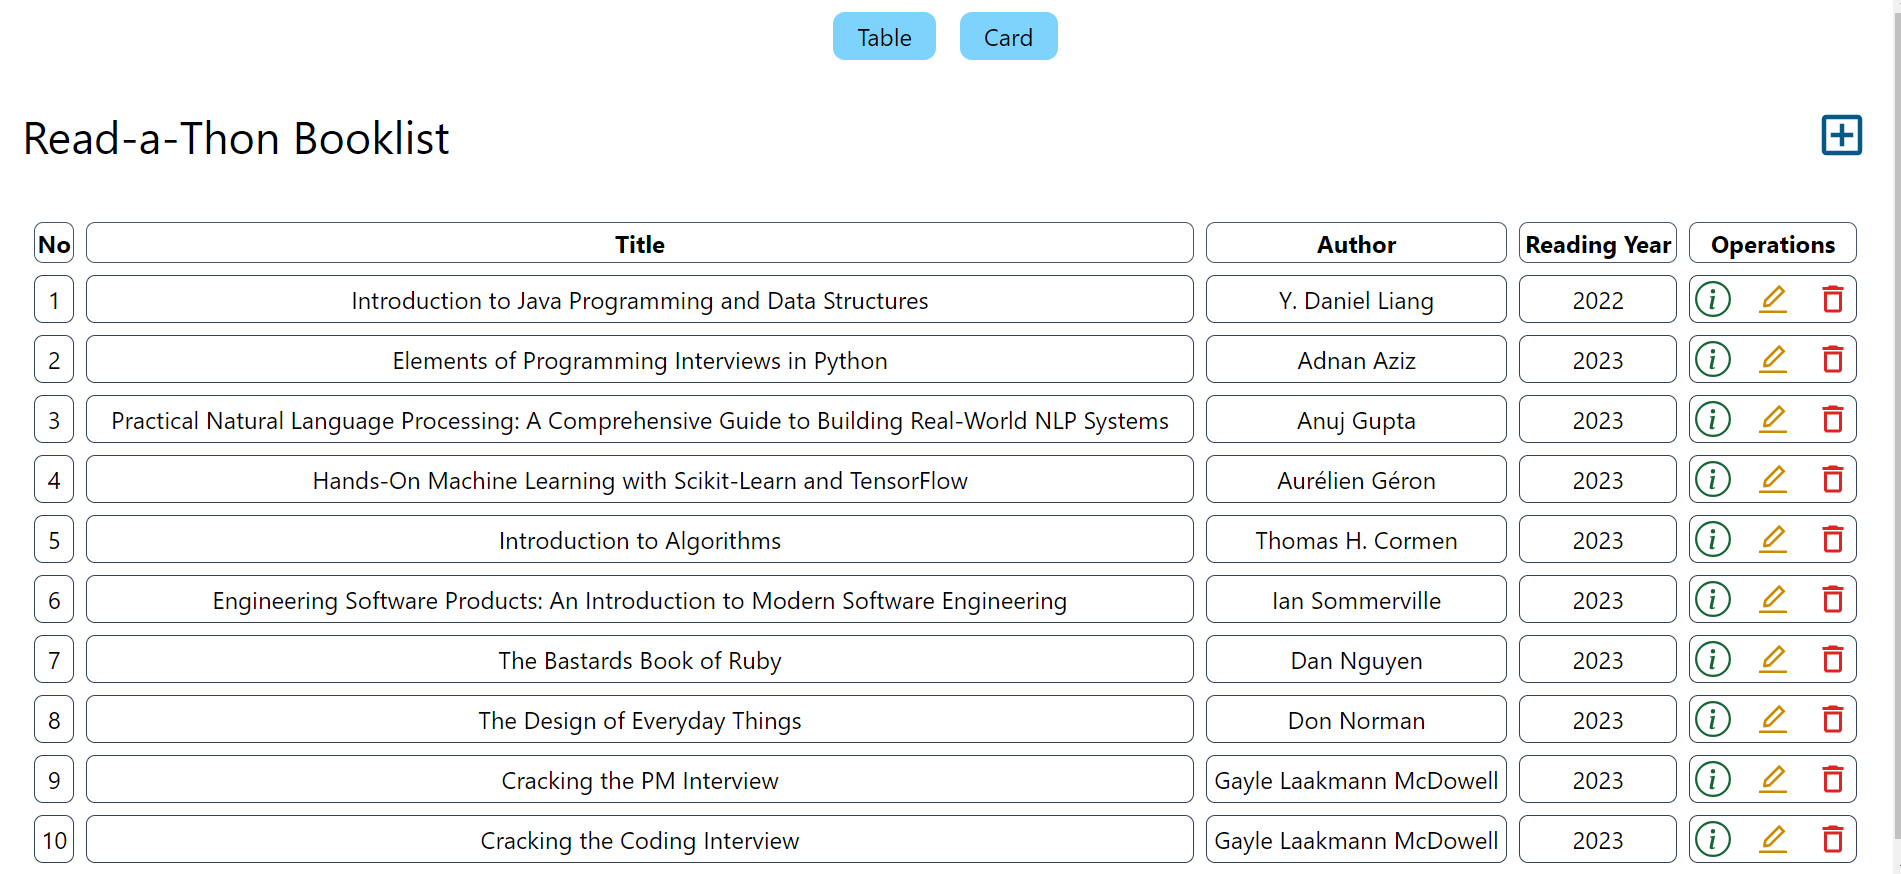 Table Card
Read-a-Thon Booklist
No Title Author Reading Year Operations
1 Introduction to Java Programming and Data Structures Y. Daniel Liang 2022
2 Elements of Programming Interviews in Python Adnan Aziz 2023
3 Practical Natural Language Processing: A Comprehensive Guide to Building Real-World NLP Systems Anuj Gupta 2023
4 Hands-On Machine Learning with Scikit-Learn and TensorFlow Aurélien Géron 2023
5 Introduction to Algorithms Thomas H. Cormen 2023
6 Engineering Software Products: An Introduction to Modern Software Engineering Ian Sommerville 2023
7 The Bastards Book of Ruby Dan Nguyen 2023
8 The Design of Everyday Things Don Norman 2023
9 Cracking the PM Interview Gayle Laakmann McDowell 2023
10 Cracking the Coding Interview Gayle Laakmann McDowell 2023